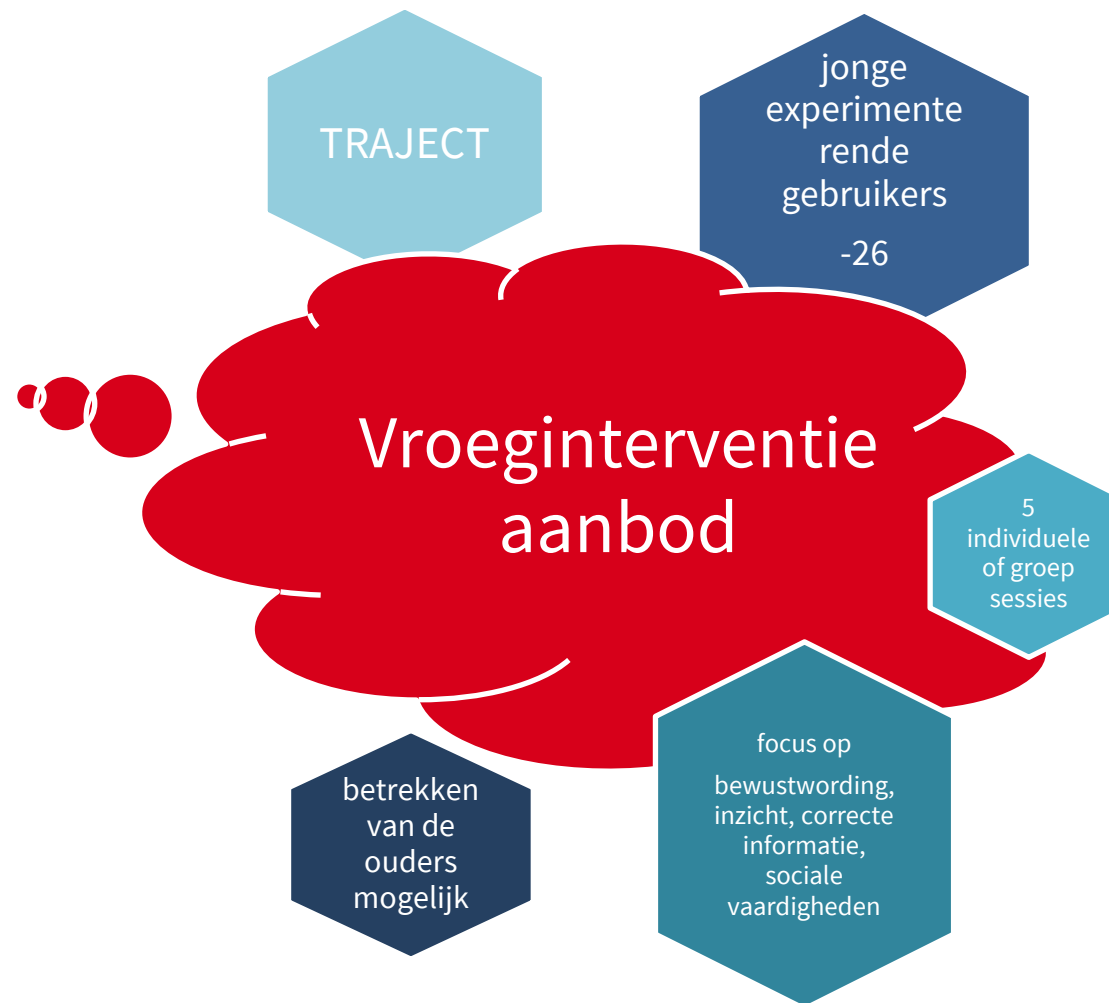 TRAJECT
jonge
experimente
rende
gebruikers
-26
Vroeginterventie
aanbod
5
individuele
of groep
sessies
focus op
bewustwording,
inzicht, correcte
informatie,
sociale
vaardigheden
betrekken
van de
ouders
mogelijk